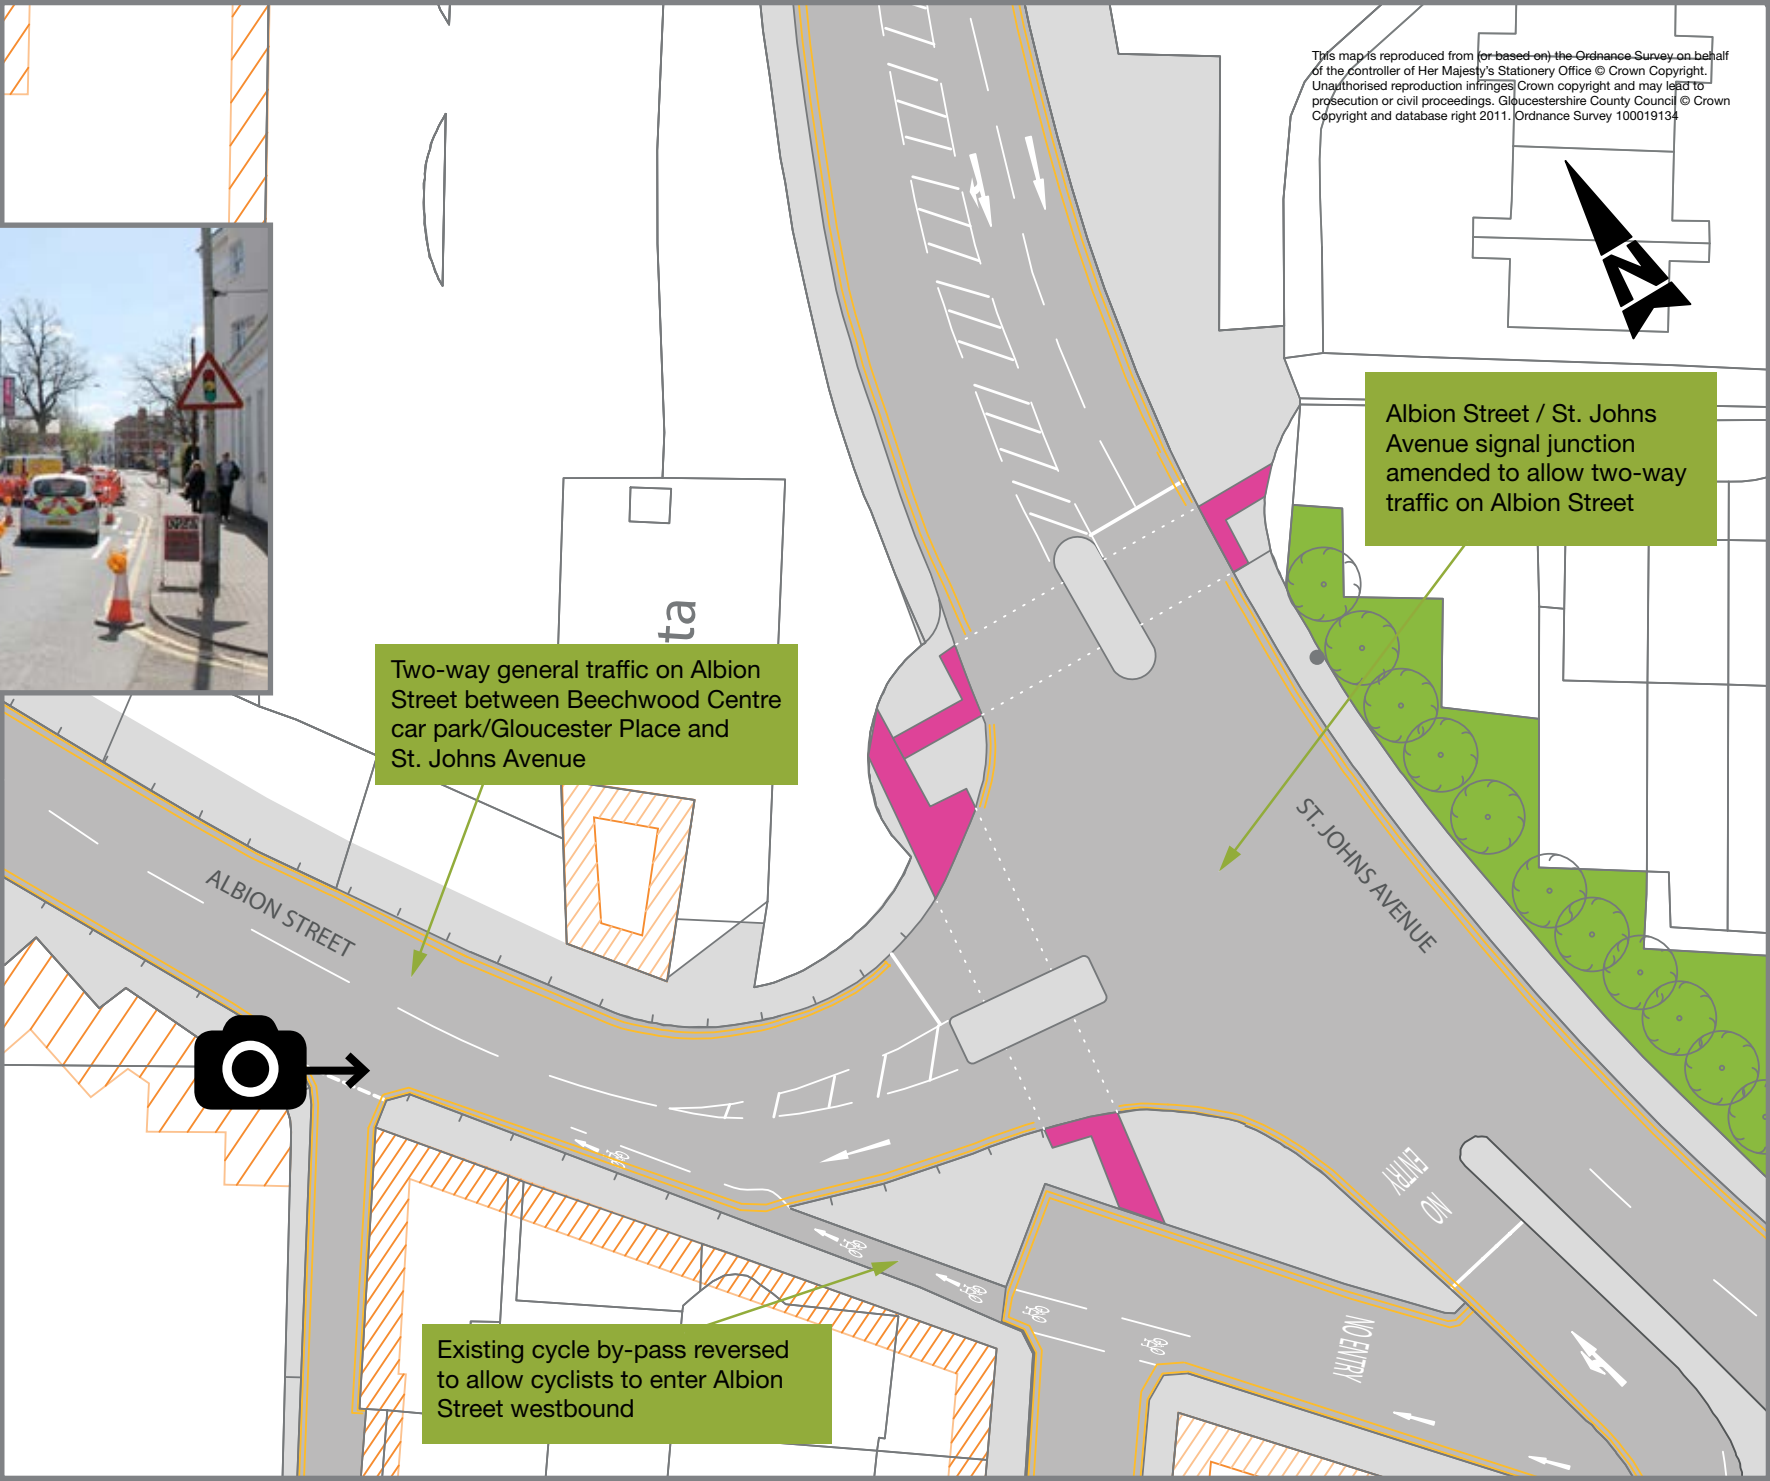 This map is reproduced from (or based on) the Ordnance Survey on behalf
of the controller of Her Majesty's Stationery Office © Crown Copyright.
Unauthorised reproduction infringes Crown copyright and may lead to
prosecution or civil proceedings. Gloucestershire County Council © Crown
Copyright and database right 2011. Ordnance Survey 100019134
N
Albion Street / St. Johns
Avenue signal junction
amended to allow two-way
traffic on Albion Street
ta
Two-way general traffic on Albion
Street between Beechwood Centre
car park/Gloucester Place and
St. Johns Avenue
ALBION STREET
ST. JOHNS AVENUE
NO
ENTRY
NO ENTRY
Existing cycle by-pass reversed
to allow cyclists to enter Albion
Street westbound